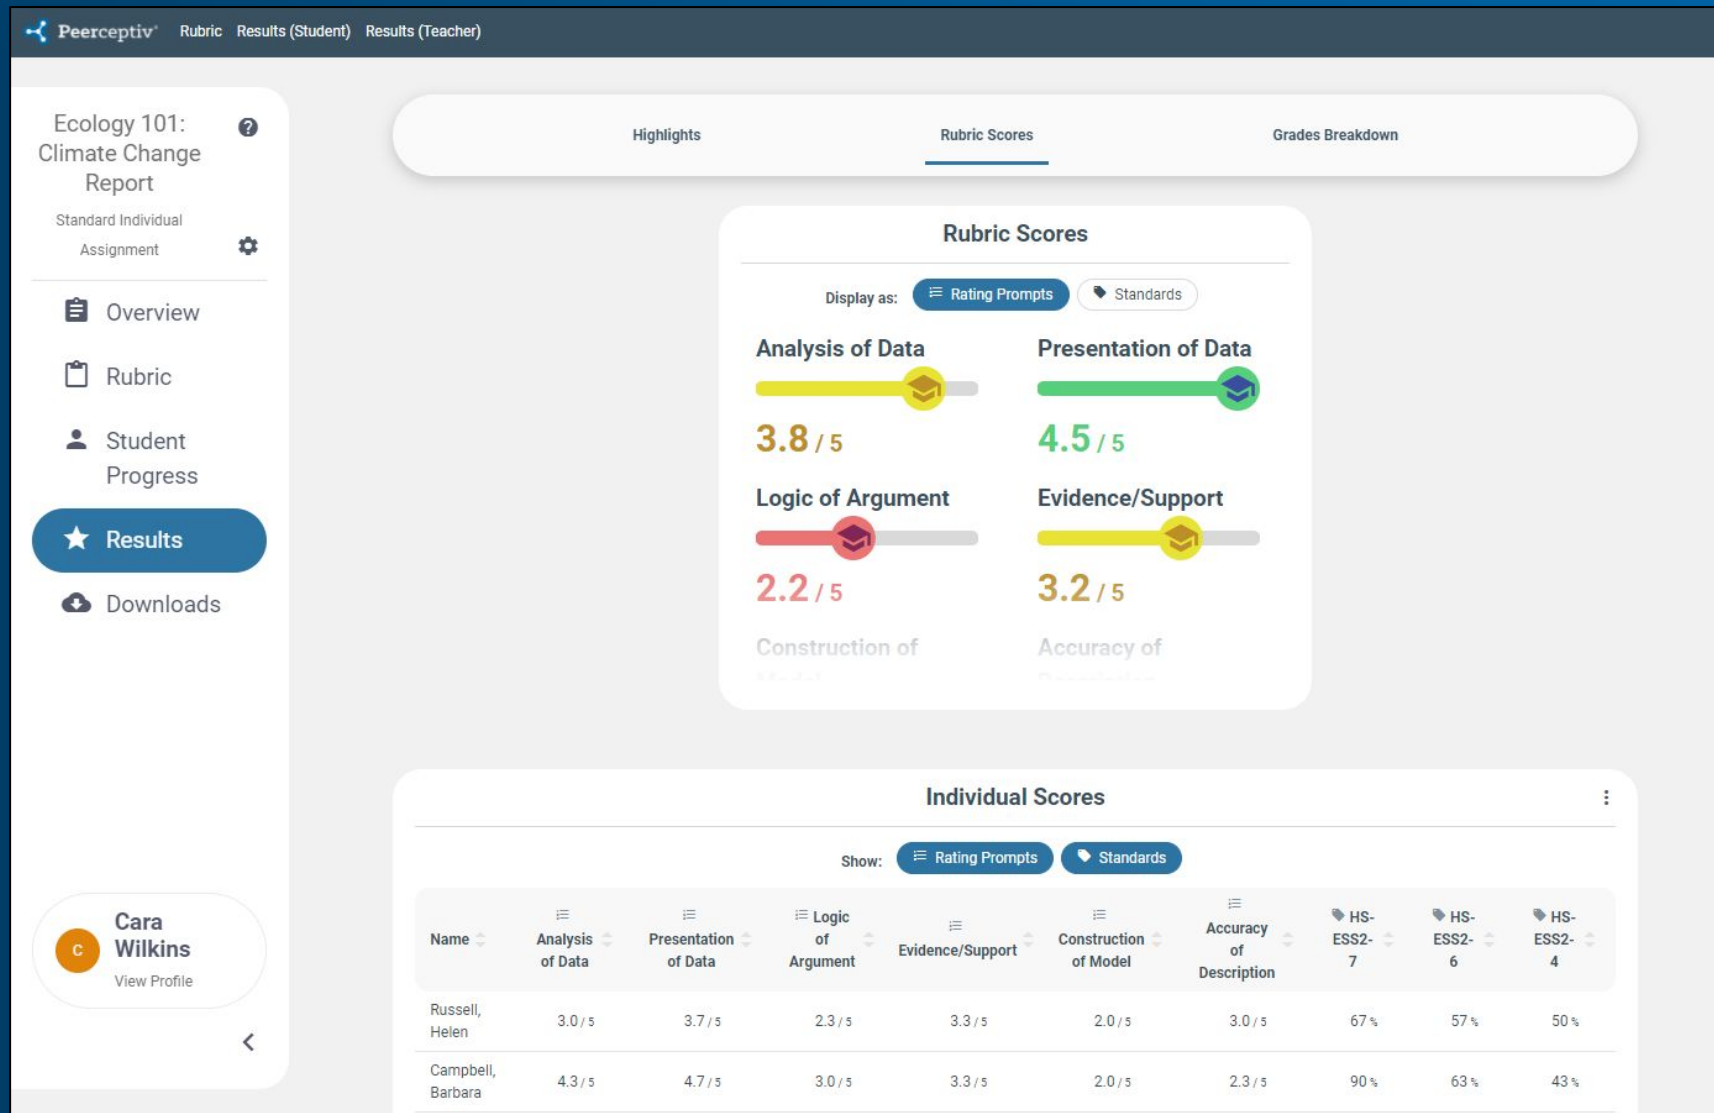 Peerceptiv® Rubric Results (Student) Results (Teacher)
Ecology 101:
Climate Change
Report
Standard Individual
Assignment
Overview
Rubric
Student
Progress
Results
Downloads
Cara
Wilkins
View Profile
C
Highlights Rubric Scores Grades Breakdown
Rubric Scores
Display as: Rating Prompts Standards
Analysis of Data
3.8 / 5
Presentation of Data
4.5 / 5
Logic of Argument
2.2 / 5
Evidence/Support
3.2 / 5
Construction of
Model
Accuracy of
Description
Individual Scores
Show: Rating Prompts Standards
Name
Analysis
of Data
Presentation
of Data
Logic
of
Argument
Evidence/Support
Construction
of Model
Accuracy
of
Description
HS-
ESS2-
7
HS-
ESS2-
6
HS-
ESS2-
4
Russell,
Helen
3.0 / 5 3.7 / 5 2.3 / 5 3.3 / 5 2.0 / 5 3.0 / 5 67 % 57 % 50 %
Campbell,
Barbara
4.3 / 5 4.7 / 5 3.0 / 5 3.3 / 5 2.0 / 5 2.3 / 5 90 % 63 % 43 %